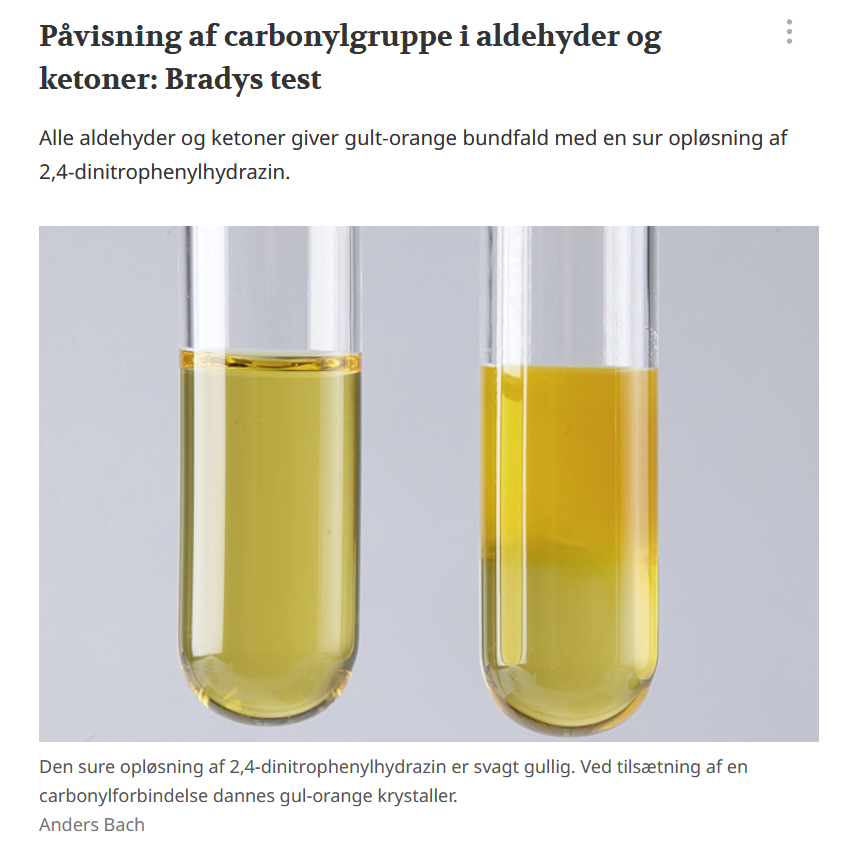 Påvisning af carbonylgruppe i aldehyder og
ketoner: Bradys test
Alle aldehyder og ketoner giver gult-orange bundfald med en sur opløsning af
2,4-dinitrophenylhydrazin.
Den sure opløsning af 2,4-dinitrophenylhydrazin er svagt gullig. Ved tilsætning af en
carbonylforbindelse dannes gul-orange krystaller.
Anders Bach